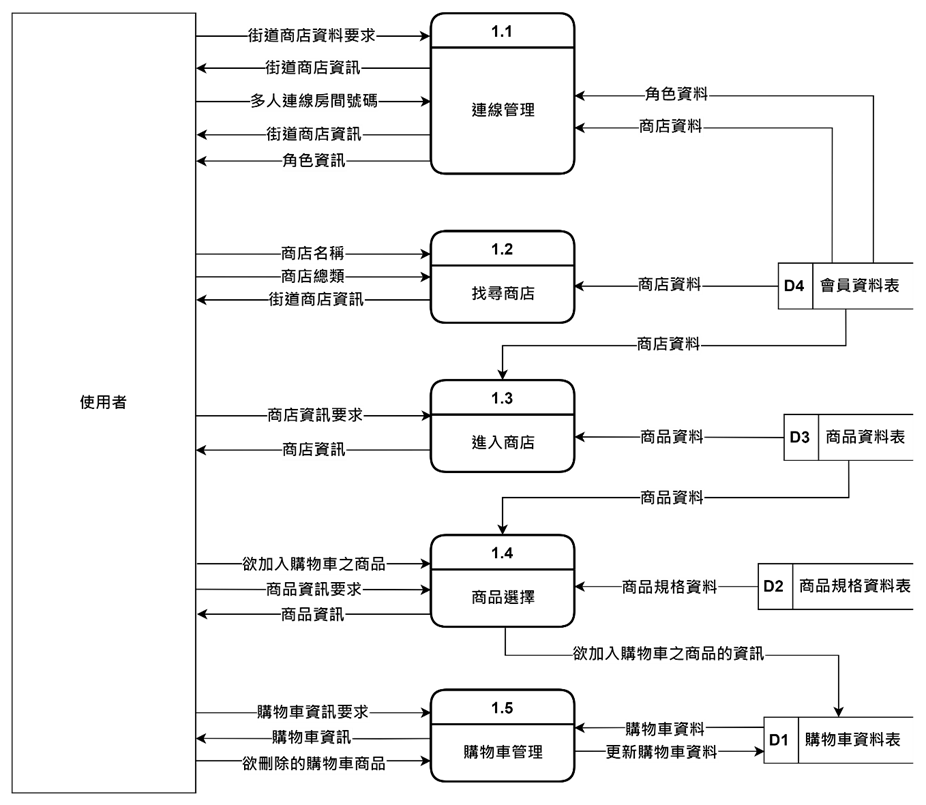 使用者
街道商店資料要求
街道商店資訊
多人連線房間號碼
街道商店資訊
角色資訊
1.1
連線管理
角色資料
商店資料
商店名稱
商店總類
街道商店資訊
1.2
找尋商店
商店資料
D4
會員資料表
商店資料
商店資訊要求
商店資訊
1.3
進入商店
商品資料
D3
商品資料表
商品資料
欲加入購物車之商品
商品資訊要求
商品資訊
1.4
商品選擇
商品規格資料
D2
商品規格資料表
欲加入購物車之商品的資訊
購物車資訊要求
購物車資訊
欲刪除的購物車商品
1.5
購物車管理
購物車資料
更新購物車資料
D1
購物車資料表